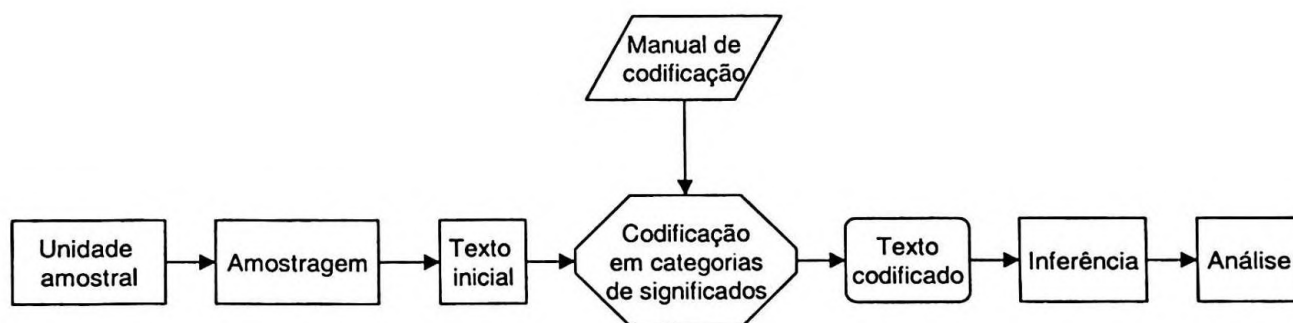 Manual de
codificação
Unidade
amostral
Amostragem
Texto
inicial
Codificação
em categorias
de significados
Texto
codificado
Inferência
Análise